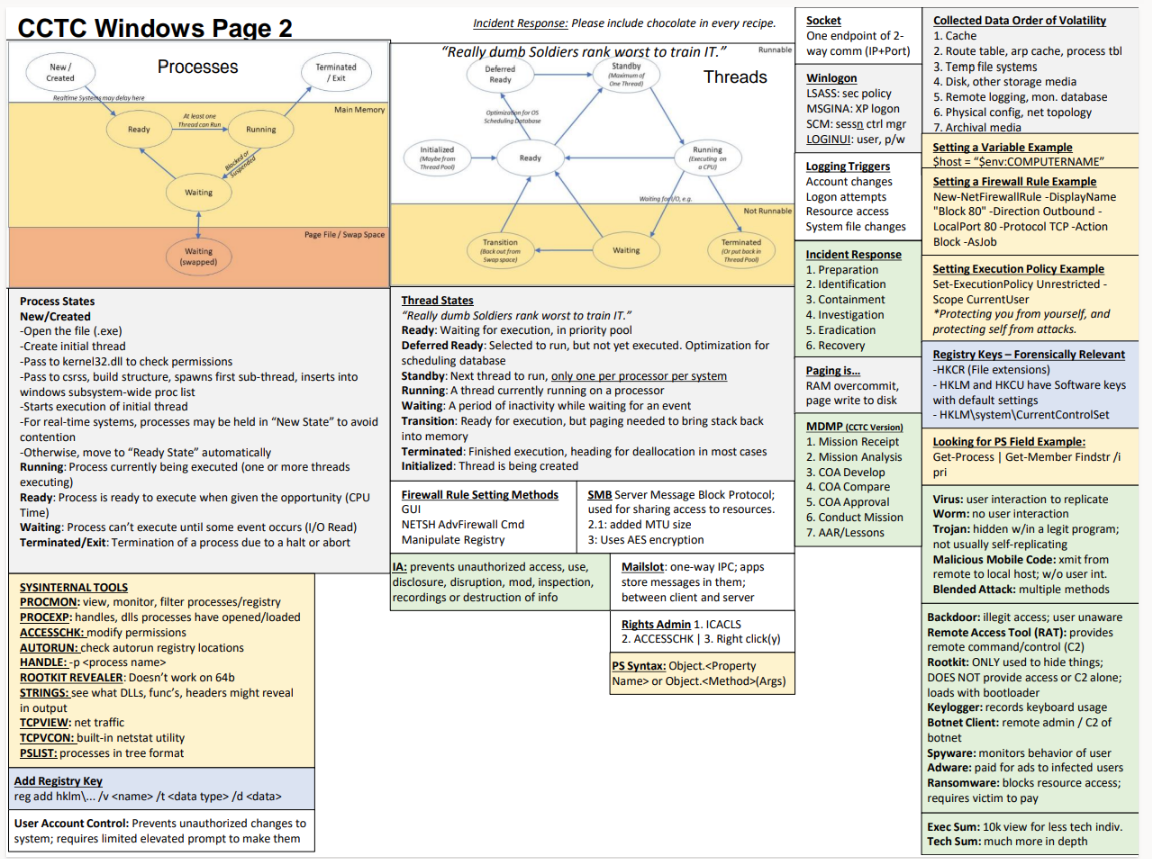 CCTC Windows Page 2
Incident Response: Please include chocolate in every recipe.
Processes
New /
Created
Terminated
/ Exit
Realtime Systems may delay here
Main Memory
Ready
At least one
Thread can Run
Running
Blocked or
Suspended
Waiting
Page File / Swap Space
Waiting
(swapped)
“Really dumb Soldiers rank worst to train IT.”
Runnable
Threads
Deferred
Ready
Standby
(Maximum of
One Thread)
Optimization for OS
Scheduling Database
Initialized
(Maybe from
Thread Pool)
Ready
Running
(Executing on
a CPU)
Waiting for I/O, e.g.
Not Runnable
Transition
(Back out from
Swap space)
Waiting
Terminated
(Or put back in
Thread Pool)
Process States
New/Created
-Open the file (.exe)
-Create initial thread
-Pass to kernel32.dll to check permissions
-Pass to csrss, build structure, spawns first sub-thread, inserts into
windows subsystem-wide proc list
-Starts execution of initial thread
-For real-time systems, processes may be held in “New State” to avoid
contention
-Otherwise, move to “Ready State” automatically
Running: Process currently being executed (one or more threads
executing)
Ready: Process is ready to execute when given the opportunity (CPU
Time)
Waiting: Process can’t execute until some event occurs (I/O Read)
Terminated/Exit: Termination of a process due to a halt or abort
SYSINTERNAL TOOLS
PROCMON: view, monitor, filter processes/registry
PROCEXP: handles, dlls processes have opened/loaded
ACCESSCHK: modify permissions
AUTORUN: check autorun registry locations
HANDLE: -p <process name>
ROOTKIT REVEALER: Doesn’t work on 64b
STRINGS: see what DLLs, func’s, headers might reveal
in output
TCPVIEW: net traffic
TCPVCON: built-in netstat utility
PSLIST: processes in tree format
Add Registry Key
reg add hklm\... /v <name> /t <data type> /d <data>
User Account Control: Prevents unauthorized changes to
system; requires limited elevated prompt to make them
Thread States
“Really dumb Soldiers rank worst to train IT.”
Ready: Waiting for execution, in priority pool
Deferred Ready: Selected to run, but not yet executed. Optimization for
scheduling database
Standby: Next thread to run, only one per processor per system
Running: A thread currently running on a processor
Waiting: A period of inactivity while waiting for an event
Transition: Ready for execution, but paging needed to bring stack back
into memory
Terminated: Finished execution, heading for deallocation in most cases
Initialized: Thread is being created
Firewall Rule Setting Methods
GUI
NETSH AdvFirewall Cmd
Manipulate Registry
SMB Server Message Block Protocol;
used for sharing access to resources.
2.1: added MTU size
3: Uses AES encryption
IA: prevents unauthorized access, use,
disclosure, disruption, mod, inspection,
recordings or destruction of info
Mailslot: one-way IPC; apps
store messages in them;
between client and server
Rights Admin 1. ICACLS
2. ACCESSCHK | 3. Right click(y)
PS Syntax: Object.<Property
Name> or Object.<Method>(Args)
Socket
One endpoint of 2-
way comm (IP+Port)
Winlogon
LSASS: sec policy
MSGINA: XP logon
SCM: sessn ctrl mgr
LOGINUI: user, p/w
Logging Triggers
Account changes
Logon attempts
Resource access
System file changes
Incident Response
1. Preparation
2. Identification
3. Containment
4. Investigation
5. Eradication
6. Recovery
Paging is…
RAM overcommit,
page write to disk
MDMP (CCTC Version)
1. Mission Receipt
2. Mission Analysis
3. COA Develop
4. COA Compare
5. COA Approval
6. Conduct Mission
7. AAR/Lessons
Collected Data Order of Volatility
1. Cache
2. Route table, arp cache, process tbl
3. Temp file systems
4. Disk, other storage media
5. Remote logging, mon. database
6. Physical config, net topology
7. Archival media
Setting a Variable Example
$host = “$env:COMPUTERNAME”
Setting a Firewall Rule Example
New-NetFirewallRule -DisplayName
"Block 80" -Direction Outbound -
LocalPort 80 -Protocol TCP -Action
Block -AsJob
Setting Execution Policy Example
Set-ExecutionPolicy Unrestricted -
Scope CurrentUser
*Protecting you from yourself, and
protecting self from attacks.
Registry Keys – Forensically Relevant
-HKCR (File extensions)
- HKLM and HKCU have Software keys
with default settings
- HKLM\system\CurrentControlSet
Looking for PS Field Example:
Get-Process | Get-Member Findstr /i
pri
Virus: user interaction to replicate
Worm: no user interaction
Trojan: hidden w/in a legit program;
not usually self-replicating
Malicious Mobile Code: xmit from
remote to local host; w/o user int.
Blended Attack: multiple methods
Backdoor: illegit access; user unaware
Remote Access Tool (RAT): provides
remote command/control (C2)
Rootkit: ONLY used to hide things;
DOES NOT provide access or C2 alone;
loads with bootloader
Keylogger: records keyboard usage
Botnet Client: remote admin / C2 of
botnet
Spyware: monitors behavior of user
Adware: paid for ads to infected users
Ransomware: blocks resource access;
requires victim to pay
Exec Sum: 10k view for less tech indiv.
Tech Sum: much more in depth